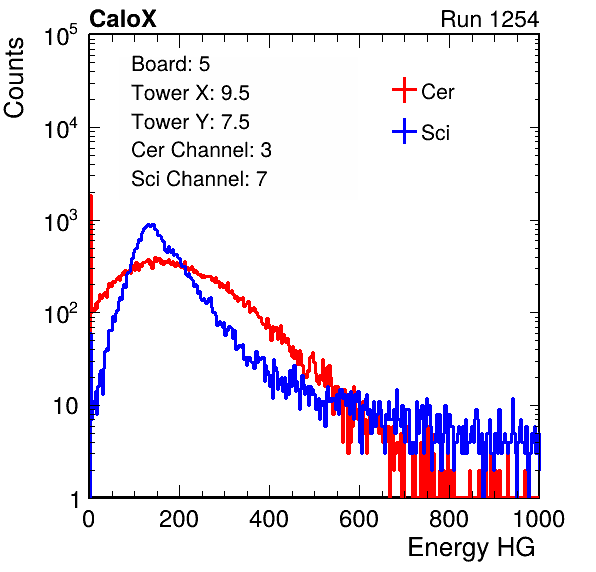 CaloX Run 1254
Counts
Board: 5
Tower X: 9.5
Tower Y: 7.5
Cer Channel: 3
Sci Channel: 7
Cer
Sci
10^5
10^4
10^3
10^2
10
1
0 200 400 600 800 1000
Energy HG